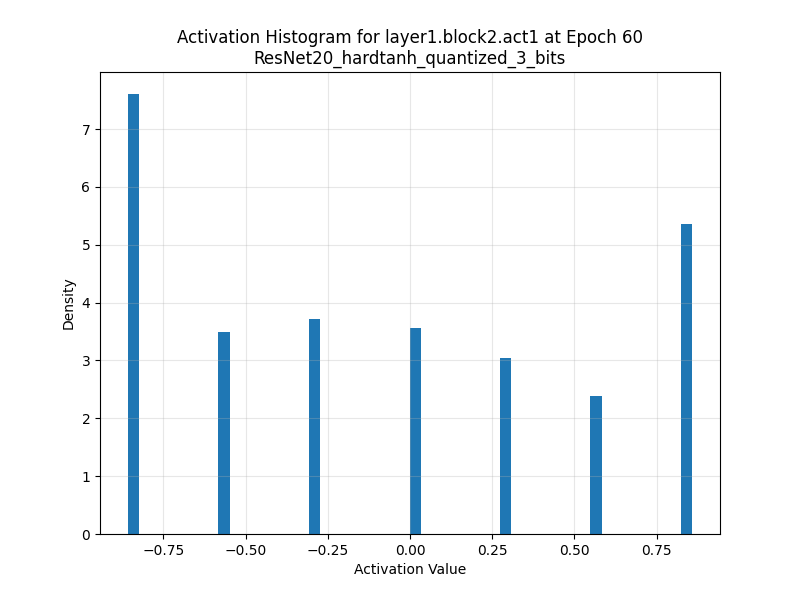 Activation Histogram for layer1.block2.act1 at Epoch 60
ResNet20_hardtanh_quantized_3_bits
Density
7
6
5
4
3
2
1
0
−0.75 −0.50 −0.25 0.00 0.25 0.50 0.75
Activation Value